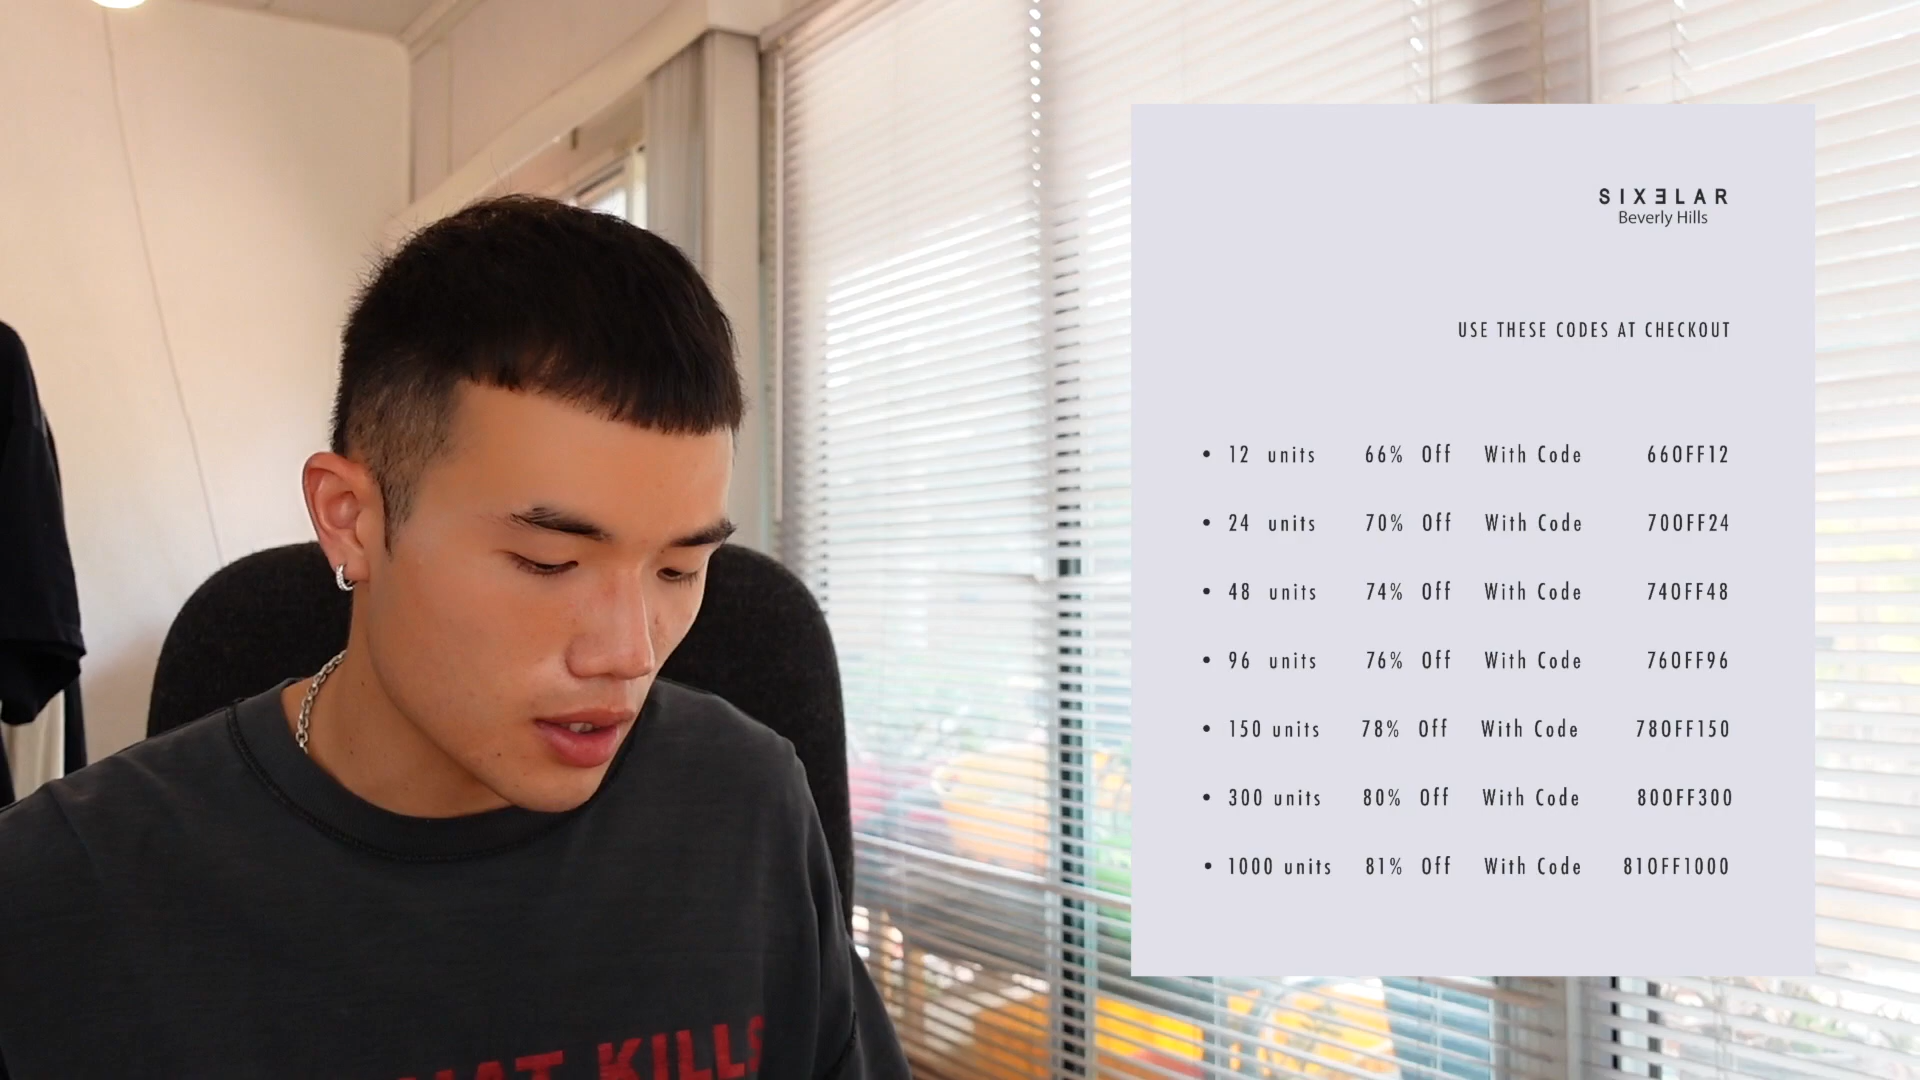 SIXƎLAR
Beverly Hills
USE THESE CODES AT CHECKOUT
• 12 units 66% Off With Code 66OFF12
• 24 units 70% Off With Code 70OFF24
• 48 units 74% Off With Code 74OFF48
• 96 units 76% Off With Code 76OFF96
• 150 units 78% Off With Code 78OFF150
• 300 units 80% Off With Code 80OFF300
• 1000 units 81% Off With Code 81OFF1000
KILLS